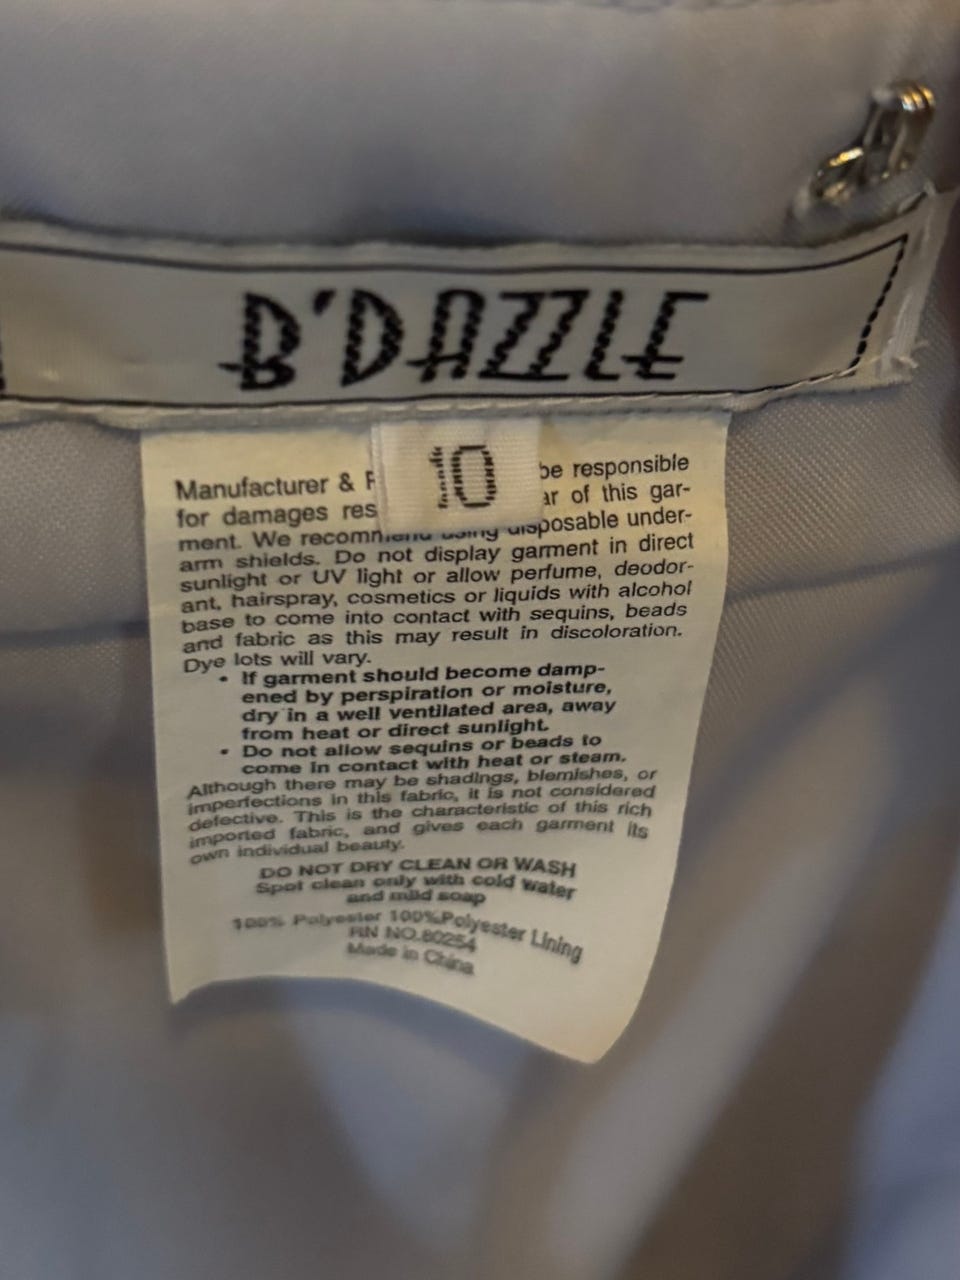 B'DAZZLE
10
Manufacturer & be responsible
for damages res ar of this gar-
ment. We recommend using disposable under-
arm shields. Do not display garment in direct
sunlight or UV light or allow perfume, deodor-
ant, hairspray, cosmetics or liquids with alcohol
base to come into contact with sequins, beads
and fabric as this may result in discoloration.
Dye lots will vary.
• If garment should become damp-
ened by perspiration or moisture,
dry in a well ventilated area, away
from heat or direct sunlight.
• Do not allow sequins or beads to
come in contact with heat or steam.
Although there may be shadings, blemishes, or
imperfections in this fabric, it is not considered
defective. This is the characteristic of this rich
imported fabric, and gives each garment its
own individual beauty.
DO NOT DRY CLEAN OR WASH
Spot clean only with cold water
and mild soap
100% Polyester 100%Polyester Lining
RN NO.80254
Made in China